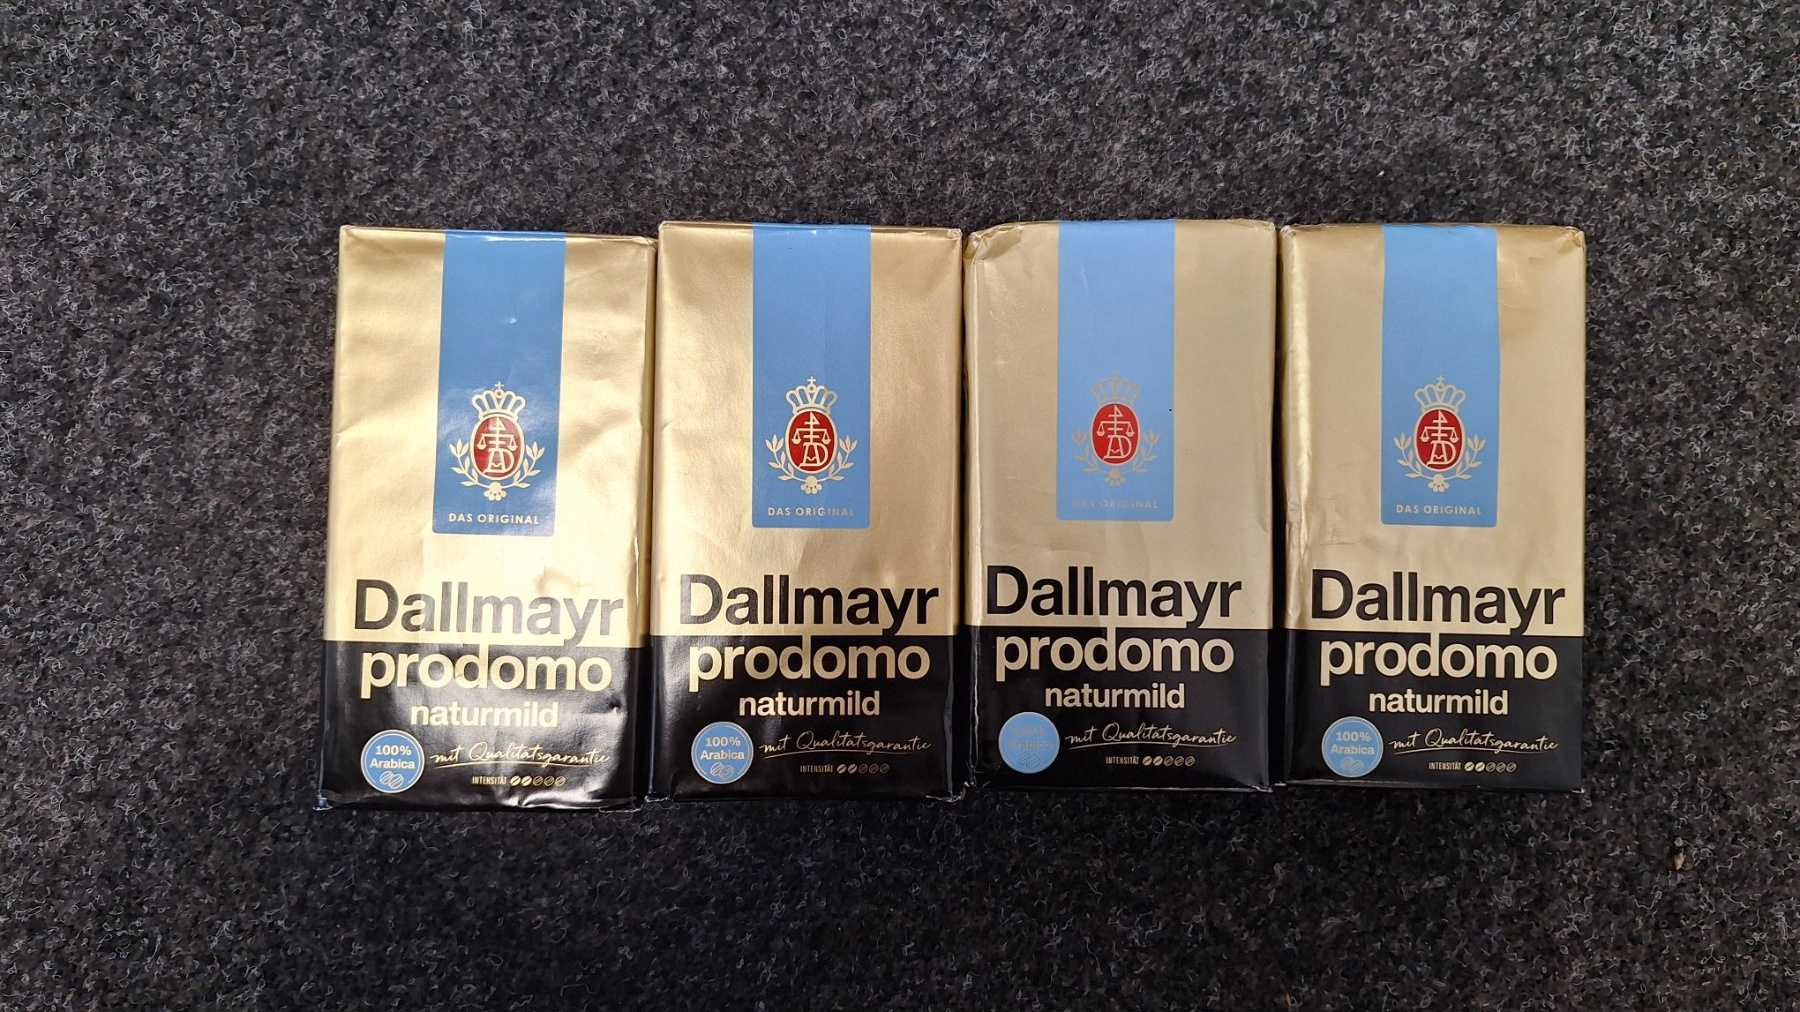 DAS ORIGINAL
Dallmayr
prodomo
naturmild
100%
Arabica
mit Qualitätsgarantie
INTENSITÄT
DAS ORIGINAL
Dallmayr
prodomo
naturmild
100%
Arabica
mit Qualitätsgarantie
INTENSITÄT
DAS ORIGINAL
Dallmayr
prodomo
naturmild
100%
Arabica
mit Qualitätsgarantie
INTENSITÄT
DAS ORIGINAL
Dallmayr
prodomo
naturmild
100%
Arabica
mit Qualitätsgarantie
INTENSITÄT